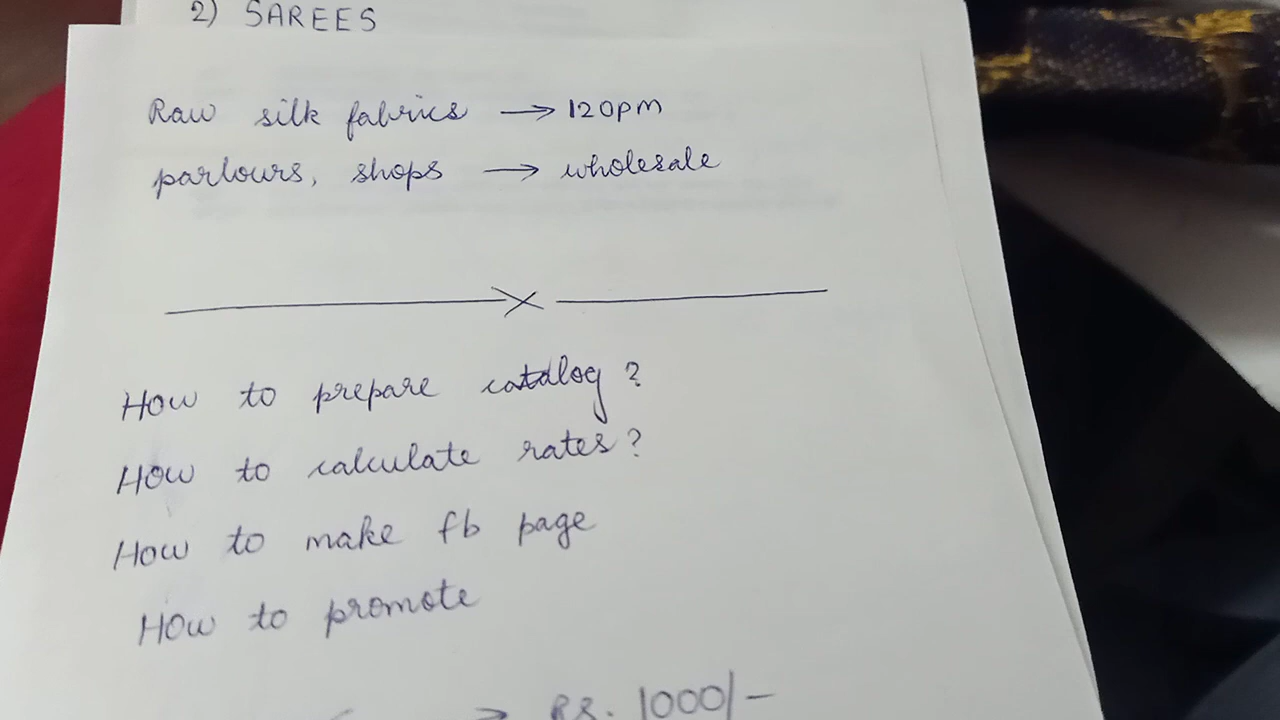 2) SAREES
Raw silk fabrics → 120pm
parlours, shops → wholesale
How to prepare catalog ?
How to calculate rates ?
How to make fb page
How to promote
→ RS. 1000/-